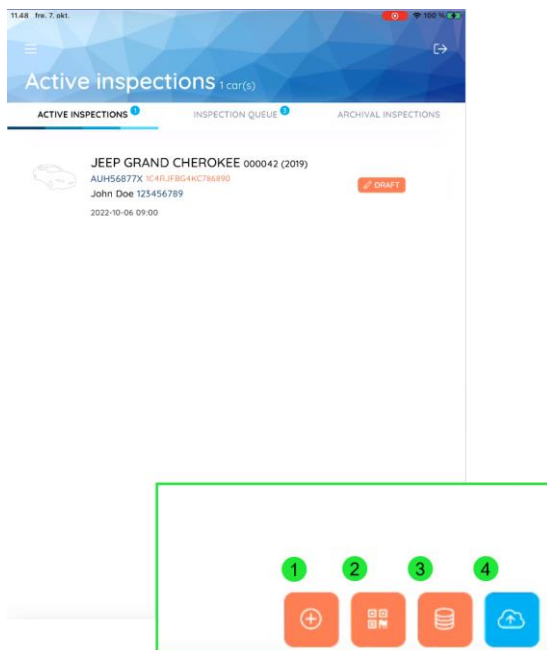 11.48 fre. 7. okt.
100 %
Active inspections 1 car(s)
ACTIVE INSPECTIONS 1
INSPECTION QUEUE
ARCHIVAL INSPECTIONS
JEEP GRAND CHEROKEE 000042 (2019)
AUH56877X 1C4RJFBG4KC786890
John Doe 123456789
DRAFT
2022-10-06 09:00
1 2 3 4